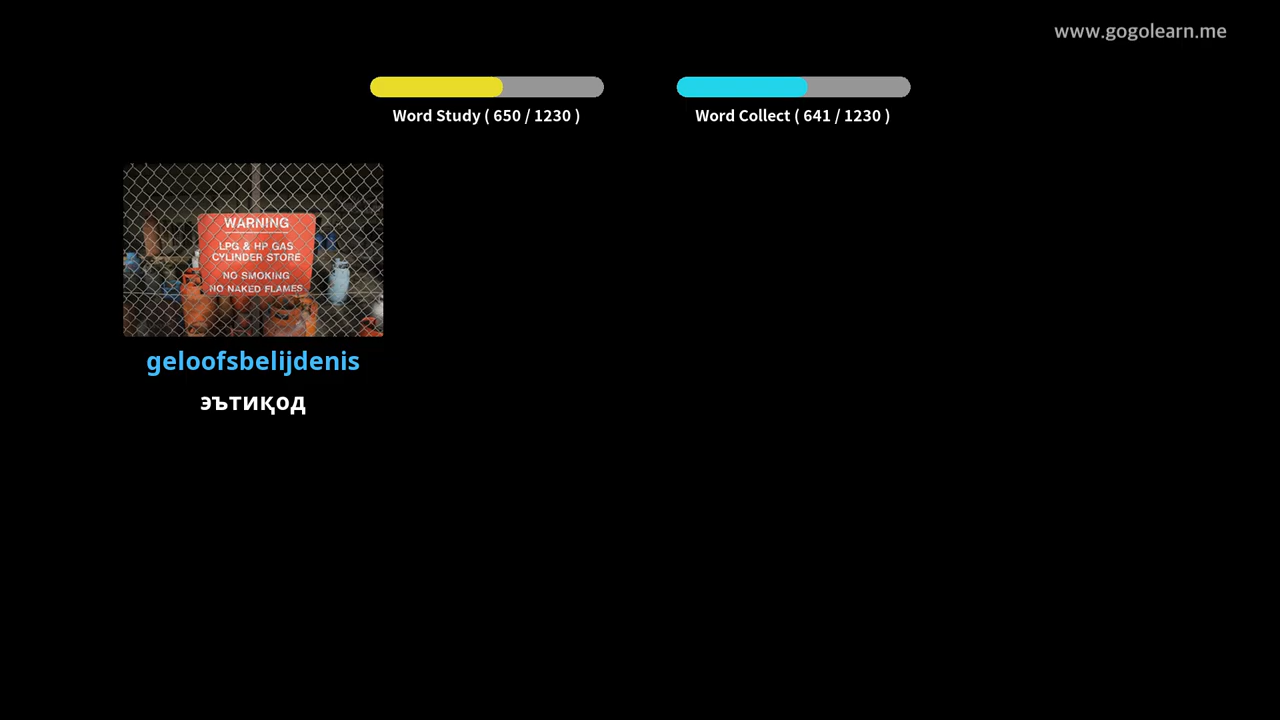 www.gogolearn.me
Word Study ( 650 / 1230 )
Word Collect ( 641 / 1230 )
WARNING
LPG & HP GAS
CYLINDER STORE
NO SMOKING
NO NAKED FLAMES
geloofsbelijdenis
эътиқод